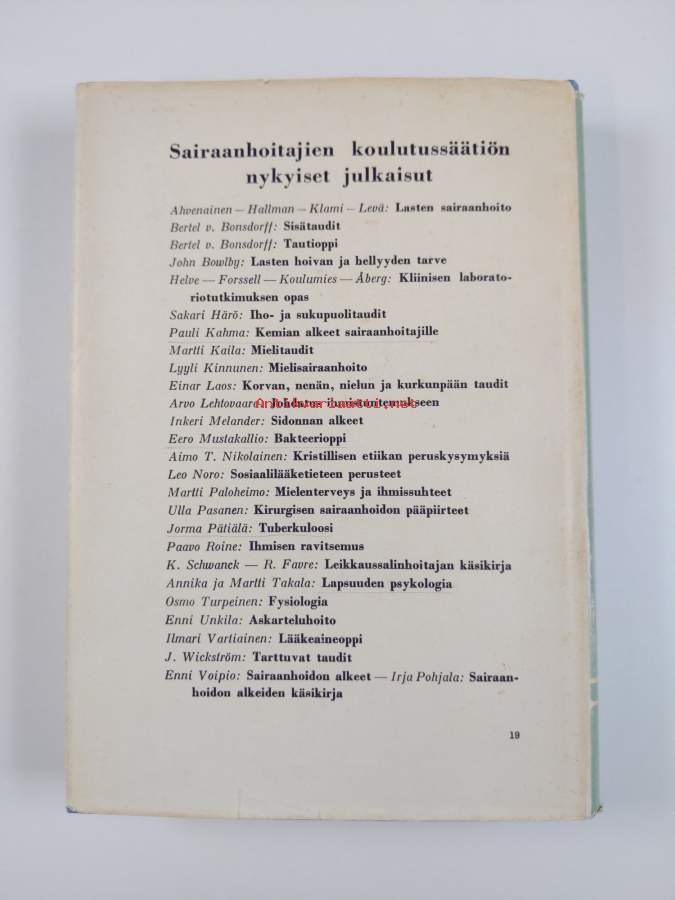 Sairaanhoitajien koulutussäätiön
nykyiset julkaisut
Ahvenainen — Hallman — Klami — Levä: Lasten sairaanhoito
Bertel v. Bonsdorff: Sisätaudit
Bertel v. Bonsdorff: Tautioppi
John Bowlby: Lasten hoivan ja hellyyden tarve
Helve — Forssell — Koulumies — Åberg: Kliinisen laborato-
riotutkimuksen opas
Sakari Härö: Iho- ja sukupuolitaudit
Pauli Kahma: Kemian alkeet sairaanhoitajille
Martti Kaila: Mielitaudit
Lyyli Kinnunen: Mielisairaanhoito
Einar Laos: Korvan, nenän, nielun ja kurkunpään taudit
Arvo Lehtovaara: Johdatus ihmistuntemukseen
Antikvariaatti.net
Inkeri Melander: Sidonnan alkeet
Eero Mustakallio: Bakteerioppi
Aimo T. Nikolainen: Kristillisen etiikan peruskysymyksiä
Leo Noro: Sosiaalilääketieteen perusteet
Martti Paloheimo: Mielenterveys ja ihmissuhteet
Ulla Pasanen: Kirurgisen sairaanhoidon pääpiirteet
Jorma Pätiälä: Tuberkuloosi
Paavo Roine: Ihmisen ravitsemus
K. Schwanck — R. Favre: Leikkaussalinhoitajan käsikirja
Annika ja Martti Takala: Lapsuuden psykologia
Osmo Turpeinen: Fysiologia
Enni Unkila: Askarteluhoito
Ilmari Vartiainen: Lääkeaineoppi
J. Wickström: Tarttuvat taudit
Enni Voipio: Sairaanhoidon alkeet — Irja Pohjala: Sairaan-
hoidon alkeiden käsikirja
19